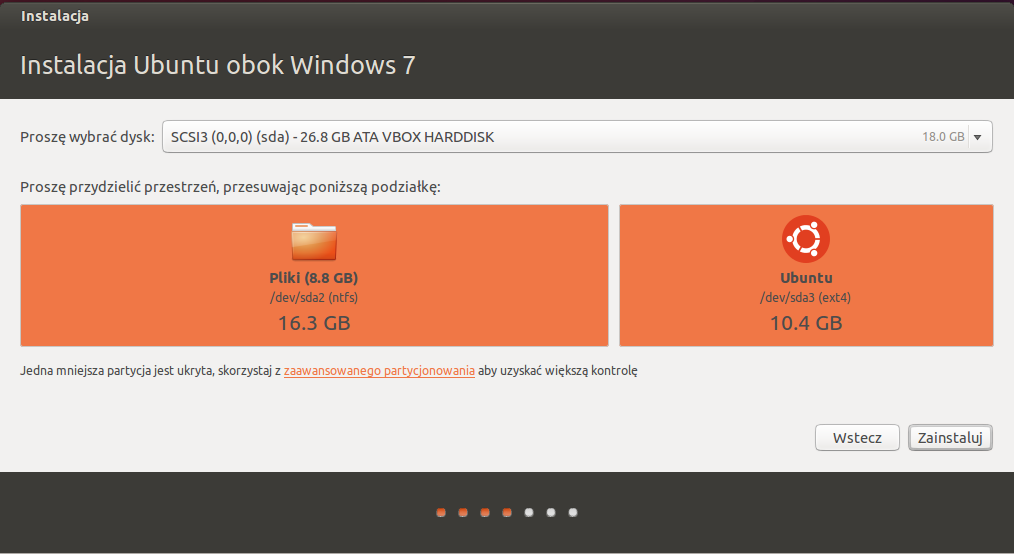 Instalacja
Instalacja Ubuntu obok Windows 7
Proszę wybrać dysk: SCSI3 (0,0,0) (sda) - 26.8 GB ATA VBOX HARDDISK 18.0 GB
Proszę przydzielić przestrzeń, przesuwając poniższą podziałkę:
Pliki (8.8 GB)
/dev/sda2 (ntfs)
16.3 GB
Ubuntu
/dev/sda3 (ext4)
10.4 GB
Jedna mniejsza partycja jest ukryta, skorzystaj z zaawansowanego partycjonowania aby uzyskać większą kontrolę
Wstecz Zainstaluj